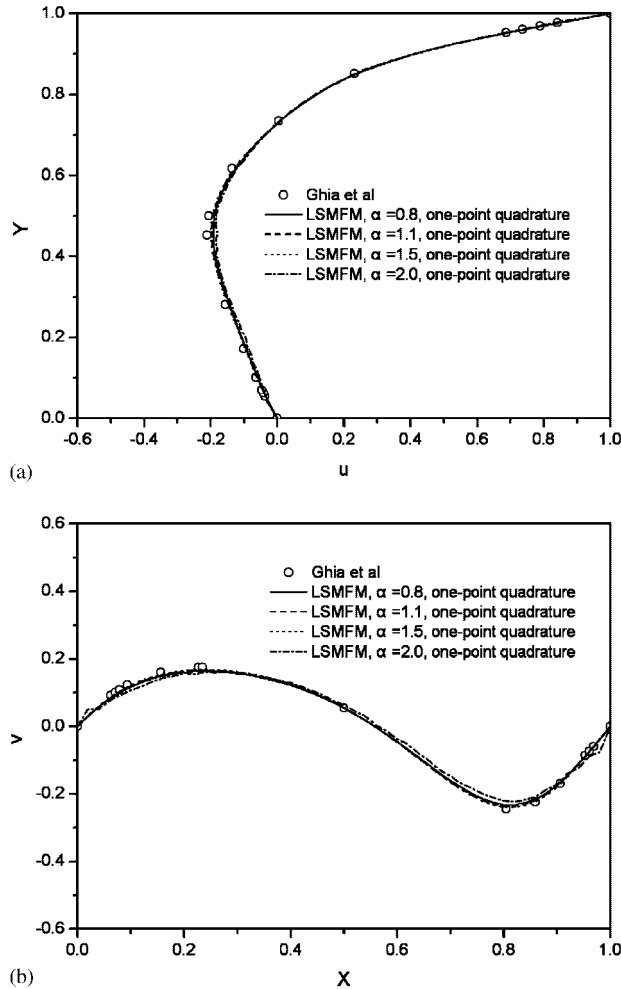 1.0
0.8
0.6
0.4
0.2
0.0
Y
Ghia et al
LSMFM, α =0.8, one-point quadrature
LSMFM, α =1.1, one-point quadrature
LSMFM, α =1.5, one-point quadrature
LSMFM, α =2.0, one-point quadrature
-0.6 -0.4 -0.2 0.0 0.2 0.4 0.6 0.8 1.0
u
(a)
0.6
0.4
0.2
0.0
-0.2
-0.4
-0.6
v
Ghia et al
LSMFM, α =0.8, one-point quadrature
LSMFM, α =1.1, one-point quadrature
LSMFM, α =1.5, one-point quadrature
LSMFM, α =2.0, one-point quadrature
0.0 0.2 0.4 0.6 0.8 1.0
X
(b)